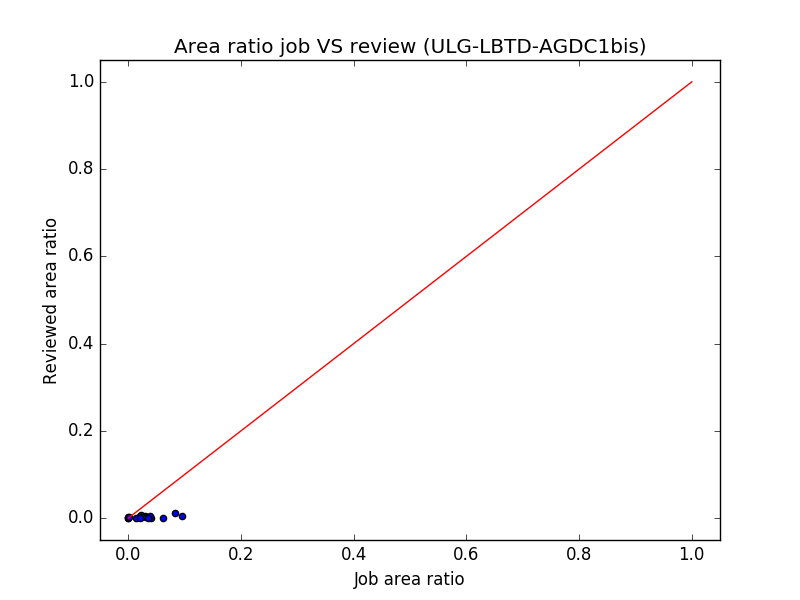 Area ratio job VS review (ULG-LBTD-AGDC1bis)
1.0
0.8
0.6
0.4
0.2
0.0
Reviewed area ratio
0.0 0.2 0.4 0.6 0.8 1.0
Job area ratio